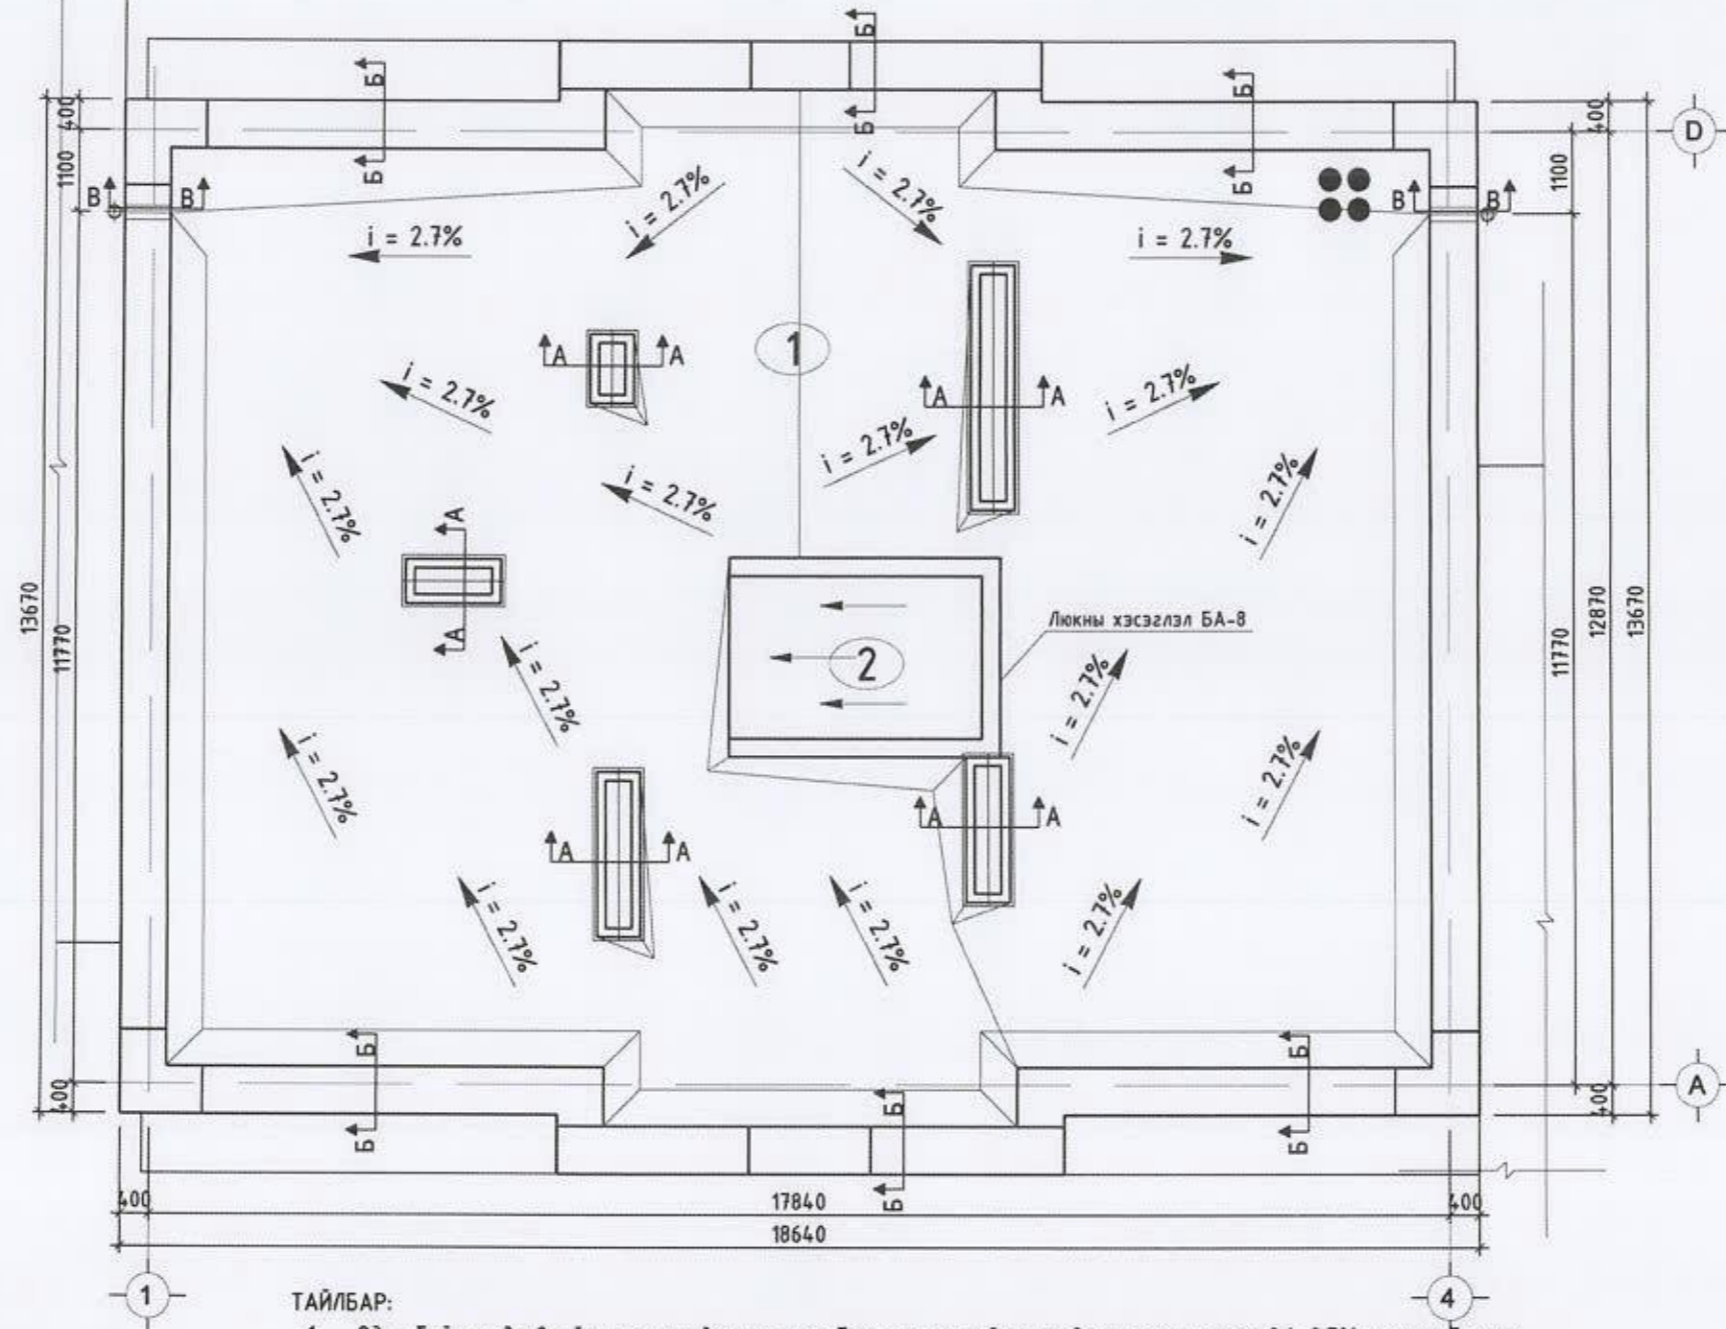 Б Б Б
D
400 400
1100 1100
Б Б Б
В В В В
i = 2.7% i = 2.7%
i = 2.7% i = 2.7%
А А 1
i = 2.7% А А i = 2.7%
i = 2.7% i = 2.7% i = 2.7% i = 2.7%
А
13670 11770 11770 12870 13670
Люкны хэсэглэл БА-8
А 2
i = 2.7% i = 2.7%
i = 2.7% i = 2.7%
А А А А
i = 2.7% i = 2.7% i = 2.7% i = 2.7%
Б Б
400 Б 400
A
Б Б
400 17840 400
Б
18640
1 4
ТАЙЛБАР: